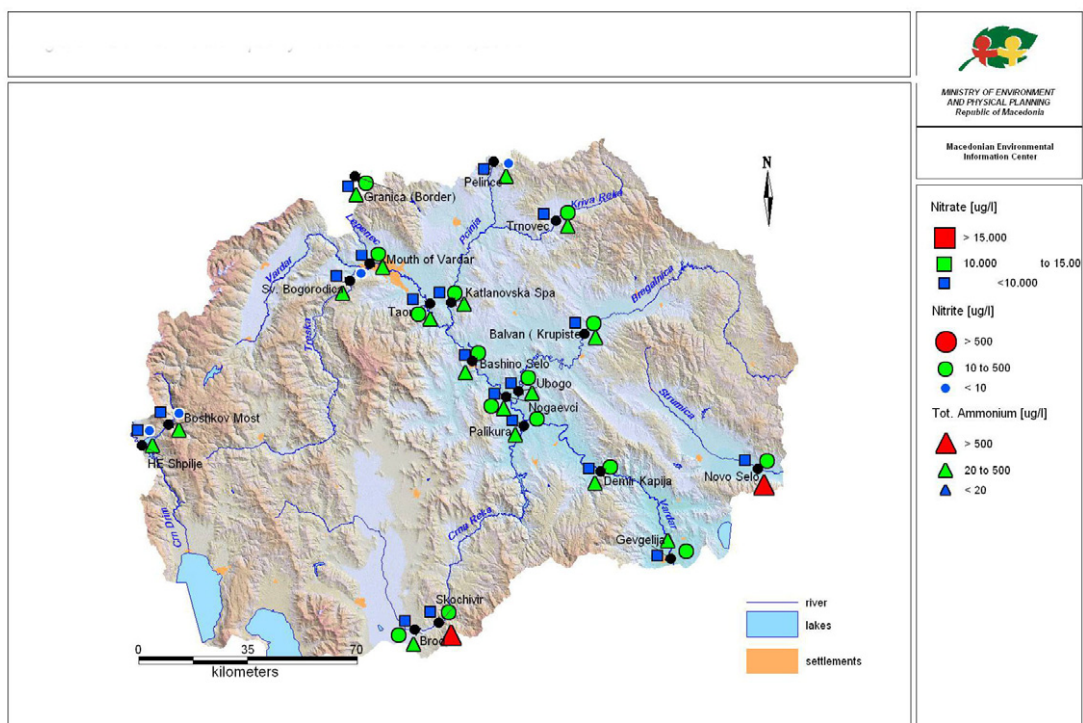 MINISTRY OF ENVIRONMENT
AND PHYSICAL PLANNING
Republic of Macedonia
Macedonian Environmental
Information Center
Nitrate [ug/l]
> 15.000
10.000 to 15.00
<10.000
Nitrite [ug/l]
> 500
10 to 500
< 10
Tot. Ammonium [ug/l]
> 500
20 to 500
< 20
N
Pelince
Granica (Border)
Kriva Reka
Trnovec
Lepenec
Pcinja
Mouth of Vardar
Vardar
Sv. Bogorodica
Bregalnica
Katlanovska Spa
Taor
Treska
Balvan ( Krupiste
Bashino Selo
Ubogo
Nogaevci
Strumica
Boshkov Most
Palikura
HE Shpilje
Novo Selo
Demir Kapija
Vardar
Crn Drim
Crna Reka
Gevgelija
Skochivir
Brod
river
lakes
settlements
0 35 70
kilometers